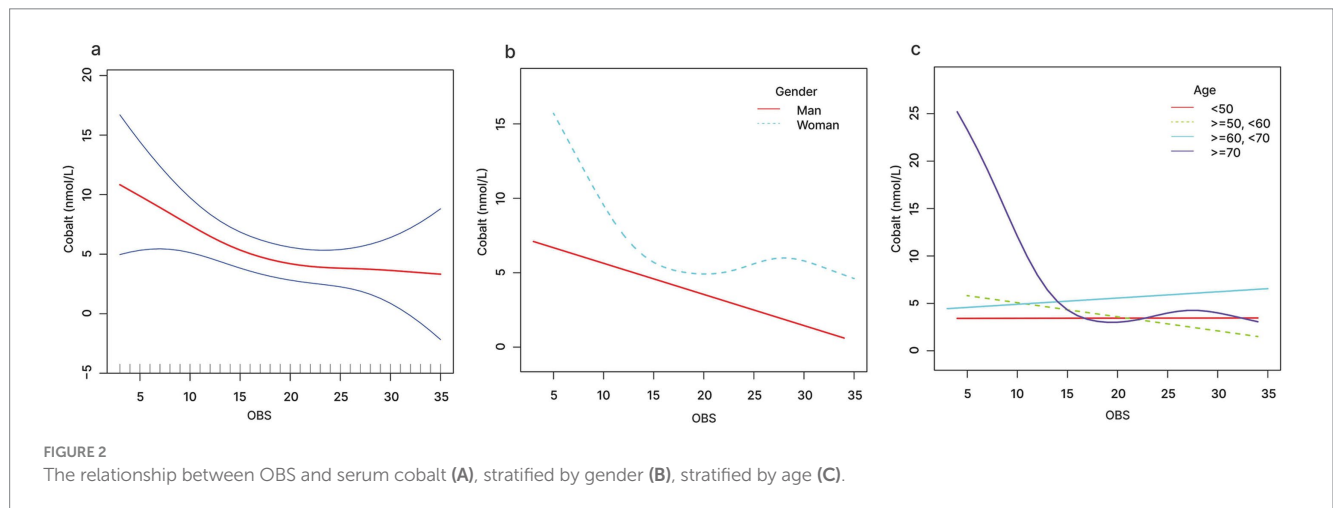 a
20
15
10
5
0
−5
Cobalt (nmol/L)
5 10 15 20 25 30 35
OBS
b
Gender
Man
Woman
15
10
5
0
Cobalt (nmol/L)
5 10 15 20 25 30 35
OBS
c
Age
<50
>=50, <60
>=60, <70
>=70
25
20
15
10
5
0
Cobalt (nmol/L)
5 10 15 20 25 30 35
OBS
FIGURE 2
The relationship between OBS and serum cobalt (A), stratified by gender (B), stratified by age (C).